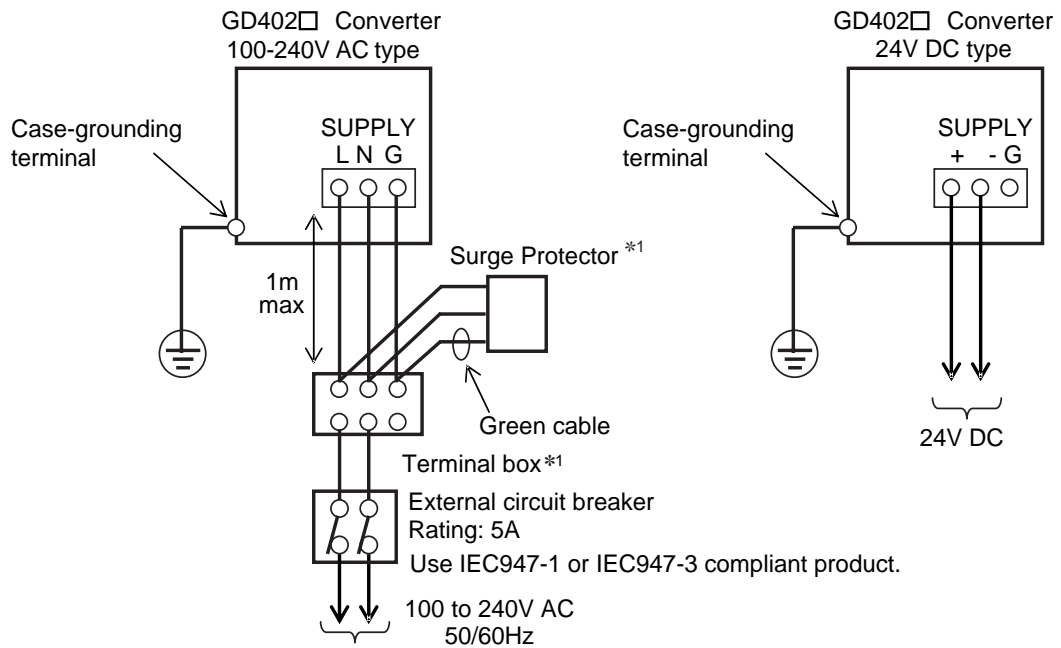 GD402□ Converter
100-240V AC type
Case-grounding
terminal
SUPPLY
L N G
1m
max
Surge Protector *1
Green cable
Terminal box*1
External circuit breaker
Rating: 5A
Use IEC947-1 or IEC947-3 compliant product.
100 to 240V AC
50/60Hz
GD402□ Converter
24V DC type
Case-grounding
terminal
SUPPLY
+ - G
24V DC